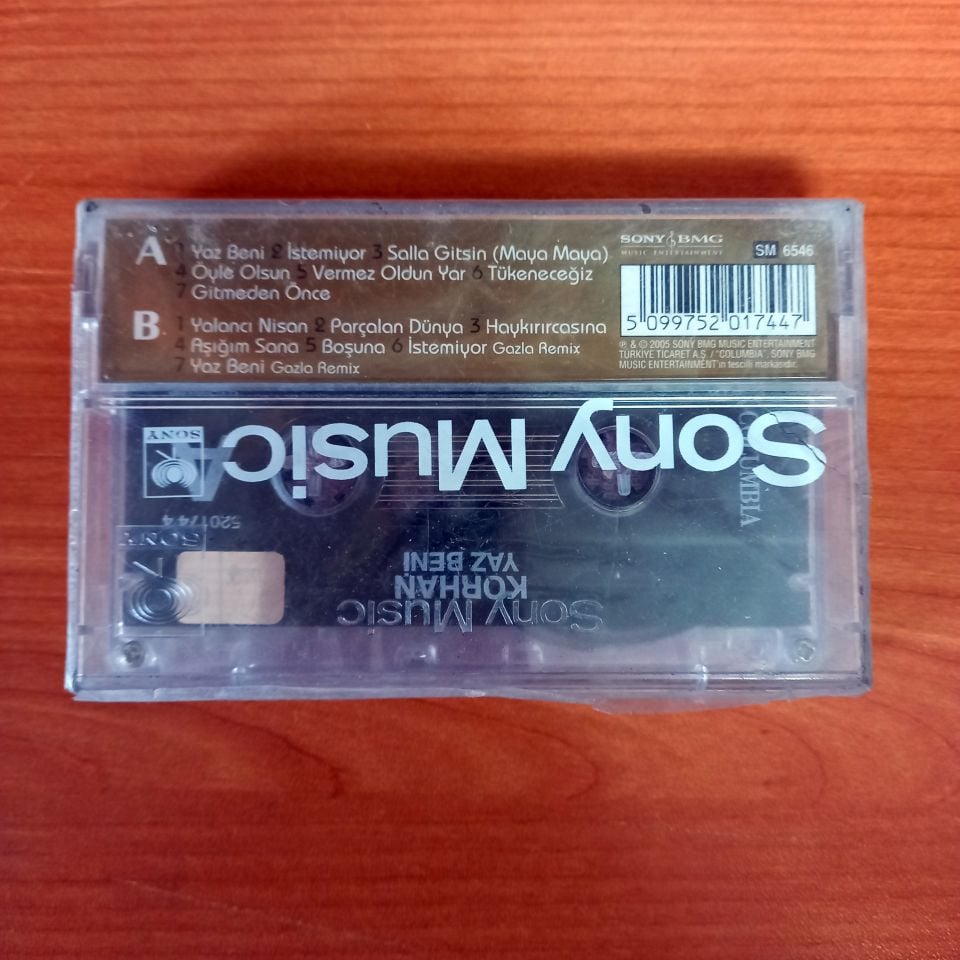 A
1 Yaz Beni 2 İstemiyor 3 Salla Gitsin (Maya Maya)
4 Öyle Olsun 5 Vermez Oldun Yar 6 Tükeneceğiz
7 Gitmeden Önce
B
1 Yalancı Nisan 2 Parçalan Dünya 3 Haykırırcasına
4 Aşığım Sana 5 Boşuna 6 İstemiyor Gazla Remix
7 Yaz Beni Gazla Remix
SONY BMG
MUSIC ENTERTAINMENT
SM 6546
5 099752 017447
℗ & © 2005 SONY BMG MUSIC ENTERTAINMENT
TÜRKİYE TİCARET A.Ş. / "COLUMBIA", SONY BMG
MUSIC ENTERTAINMENT'in tescilli markasıdır.
Sony Music
SONY
COLUMBIA
520174 4
SONY
YAZ BENİ
KORHAN
Sony Music